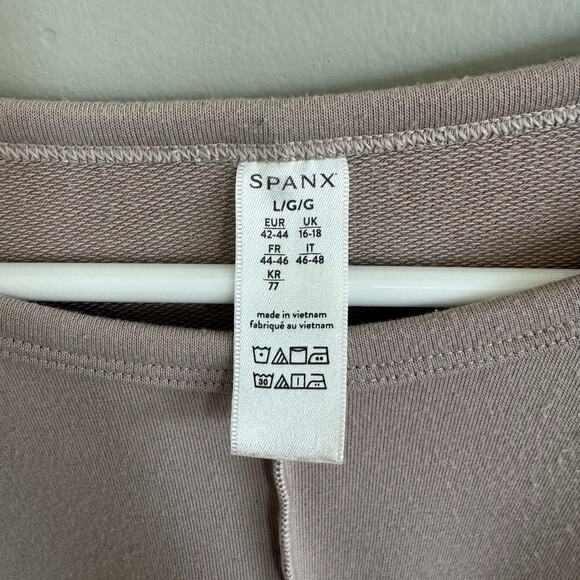 SPANX
L/G/G
EUR UK
42-44 16-18
FR IT
44-46 46-48
KR
77
made in vietnam
fabriqué au vietnam
30